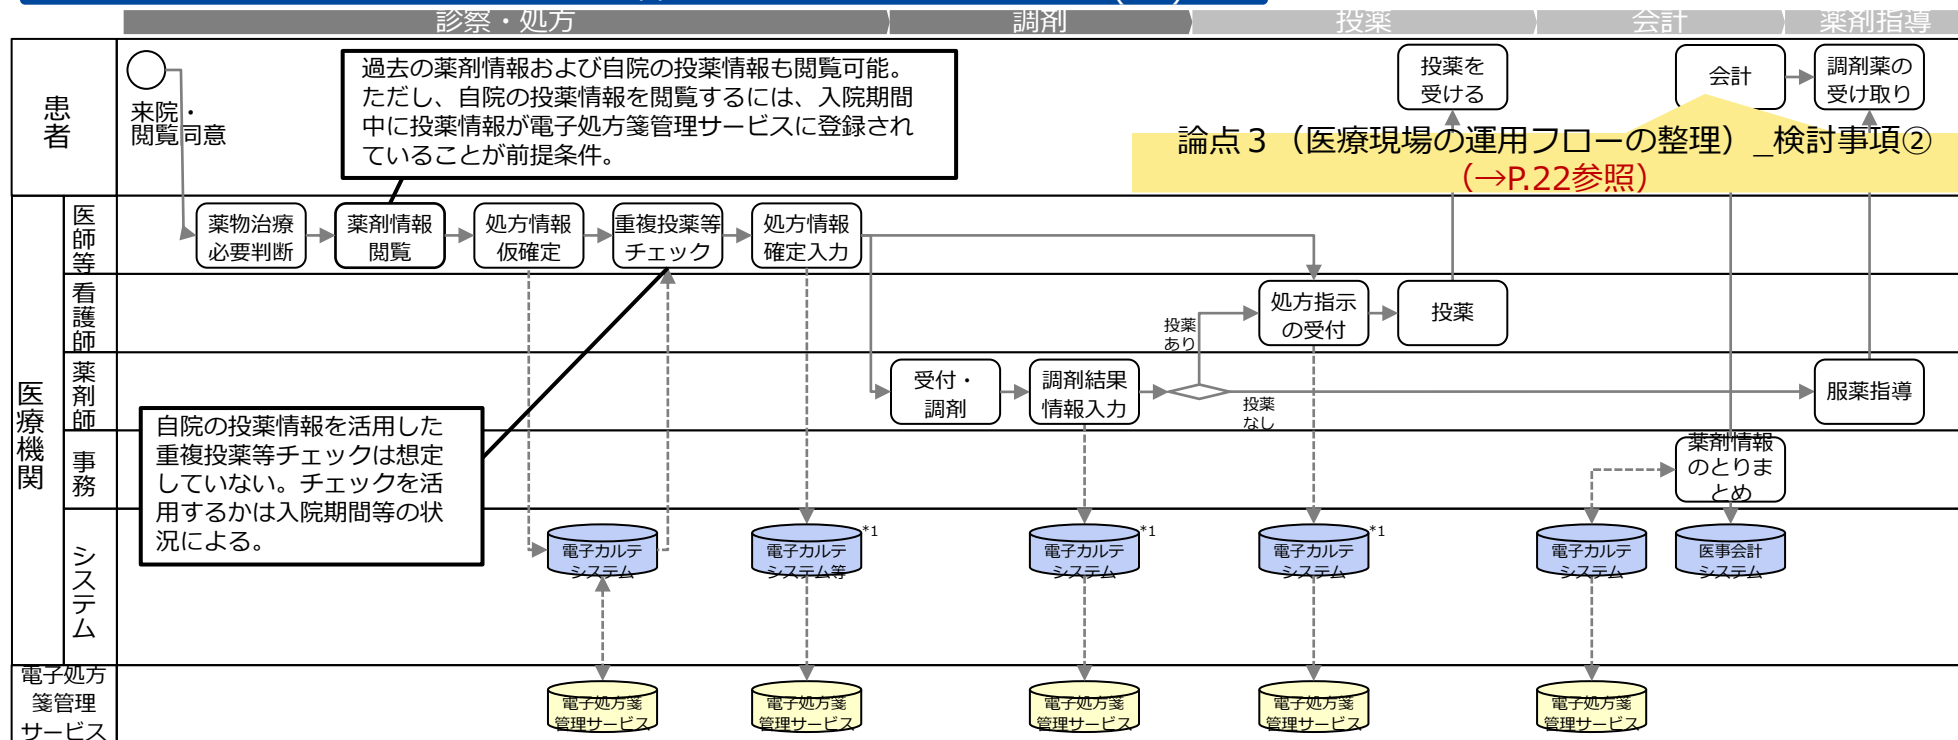 診察・処方
調剤
投薬
会計
薬剤指導
患者
来院・
閲覧同意
過去の薬剤情報および自院の投薬情報も閲覧可能。
ただし、自院の投薬情報を閲覧するには、入院期間
中に投薬情報が電子処方箋管理サービスに登録され
ていることが前提条件。
投薬を
受ける
会計
調剤薬の
受け取り
論点3（医療現場の運用フローの整理）_検討事項②
（→P.22参照）
医療機関
医師等
薬物治療
必要判断
薬剤情報
閲覧
処方情報
仮確定
重複投薬等
チェック
処方情報
確定入力
看護師
処方指示
の受付
投薬
投薬
あり
薬剤師
受付・
調剤
調剤結果
情報入力
投薬
なし
服薬指導
自院の投薬情報を活用した
重複投薬等チェックは想定
していない。チェックを活
用するかは入院期間等の状
況による。
事務
薬剤情報
のとりま
とめ
システム
電子カルテ
システム
電子カルテ
システム等
*1
電子カルテ
システム
*1
電子カルテ
システム
*1
電子カルテ
システム
医事会計
システム
電子処方
箋管理
サービス
電子処方箋
管理サービス
電子処方箋
管理サービス
電子処方箋
管理サービス
電子処方箋
管理サービス
電子処方箋
管理サービス